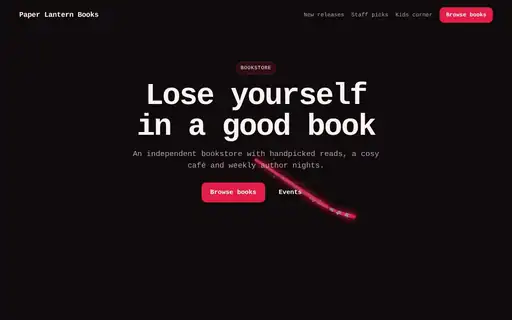 Paper Lantern Books
New releases Staff picks Kids corner Browse books
BOOKSTORE
Lose yourself
in a good book
An independent bookstore with handpicked reads, a cosy
café and weekly author nights.
Browse books Events